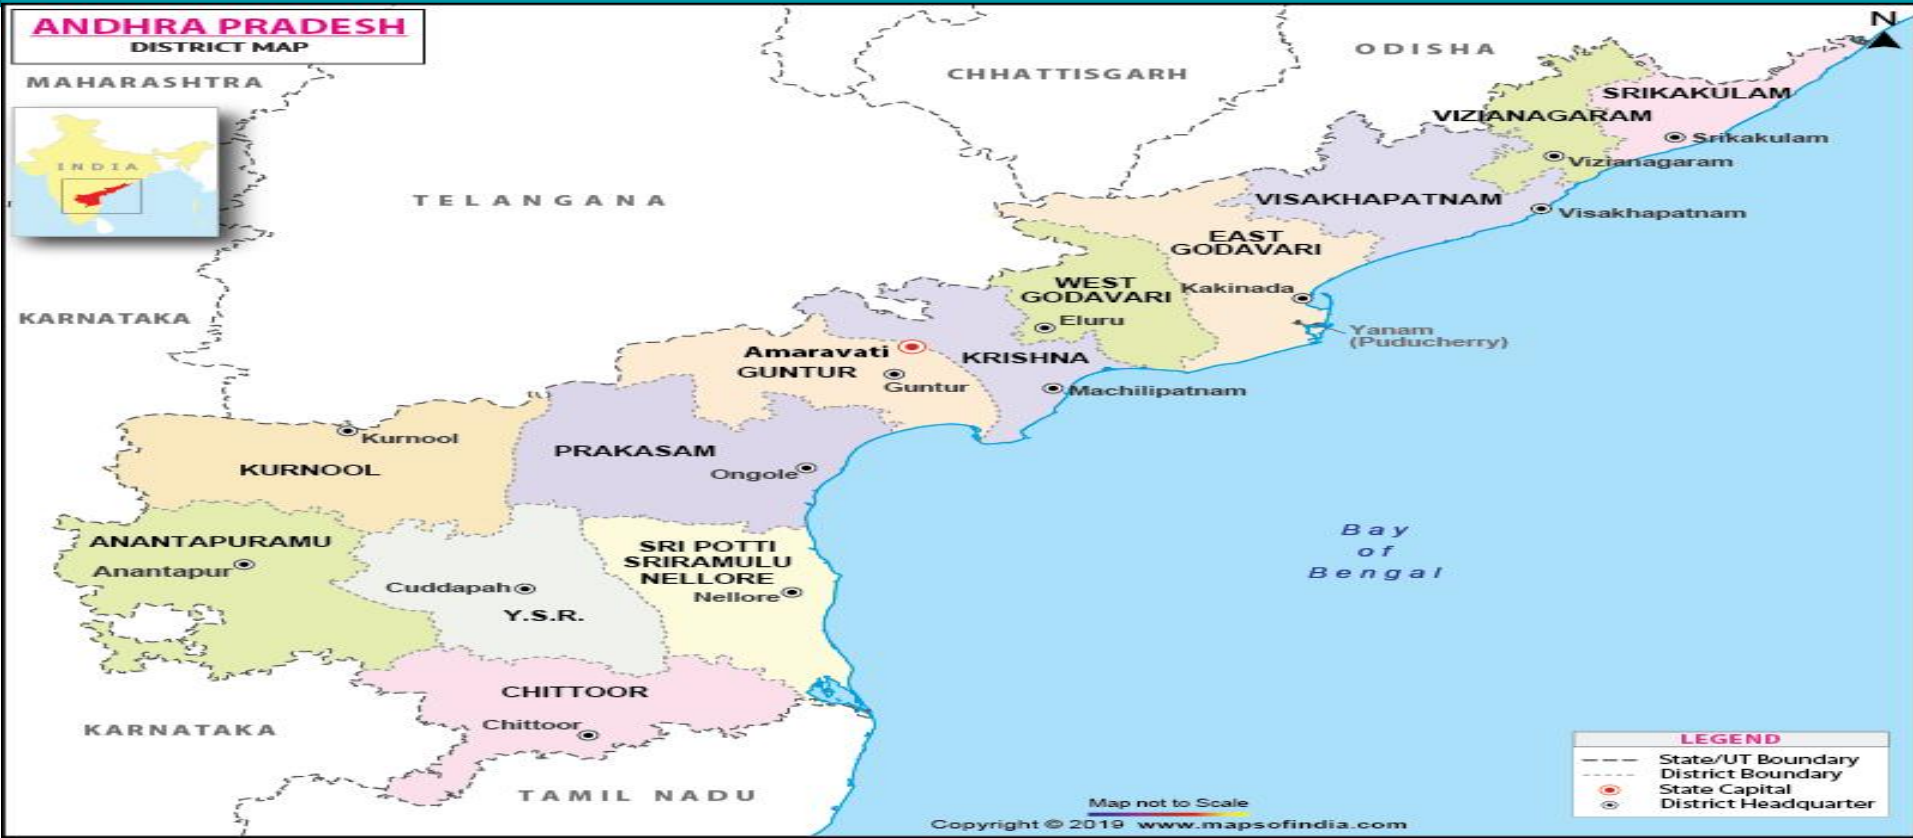 ANDHRA PRADESH
DISTRICT MAP
N
ODISHA
CHHATTISGARH
MAHARASHTRA
SRIKAKULAM
VIZIANAGARAM
Srikakulam
Vizianagaram
INDIA
TELANGANA
VISAKHAPATNAM
Visakhapatnam
EAST
GODAVARI
WEST
GODAVARI
Kakinada
KARNATAKA
Eluru
Yanam
(Puducherry)
Amaravati
KRISHNA
GUNTUR
Guntur
Machilipatnam
Kurnool
KURNOOL
PRAKASAM
Ongole
Bay
of
Bengal
ANANTAPURAMU
Anantapur
SRI POTTI
SRIRAMULU
NELLORE
Nellore
Cuddapah
Y.S.R.
CHITTOOR
Chittoor
KARNATAKA
TAMIL NADU
LEGEND
State/UT Boundary
District Boundary
State Capital
District Headquarter
Map not to Scale
Copyright © 2019 www.mapsofindia.com